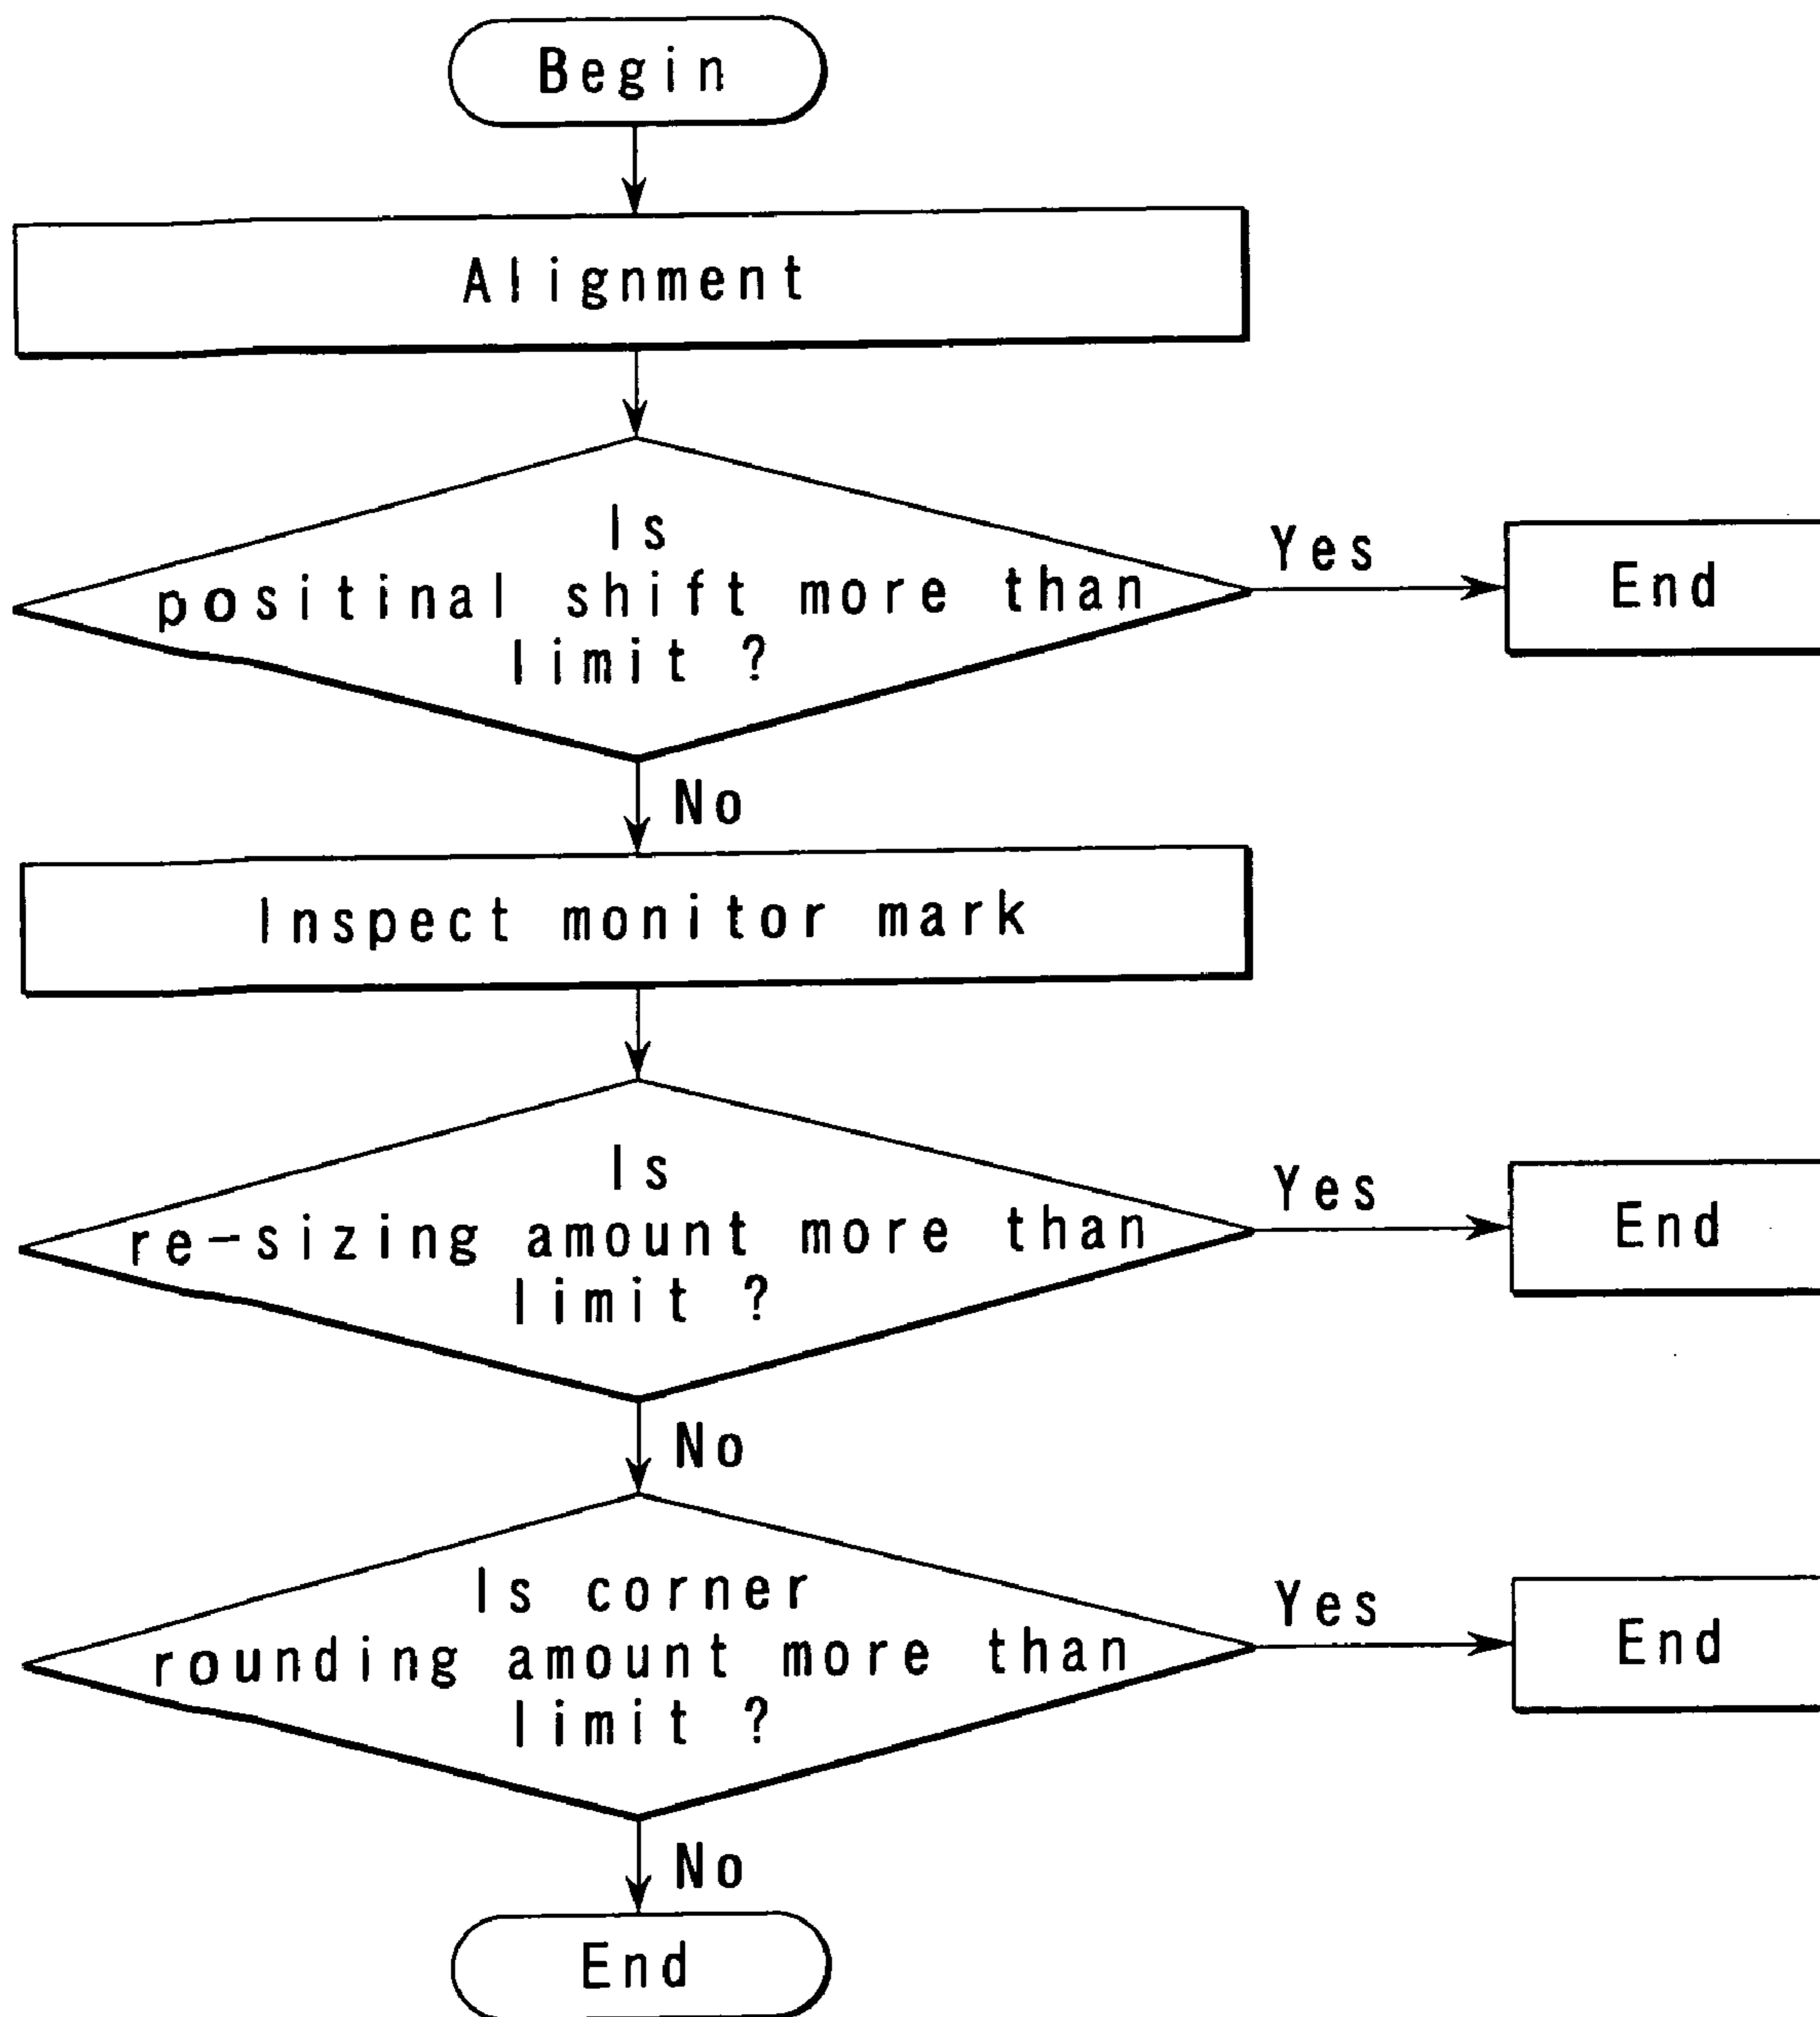 Begin
Alignment
Is
positinal shift more than
limit ?
Yes
End
No
Inspect monitor mark
Is
re-sizing amount more than
limit ?
Yes
End
No
Is corner
rounding amount more than
limit ?
Yes
End
No
End